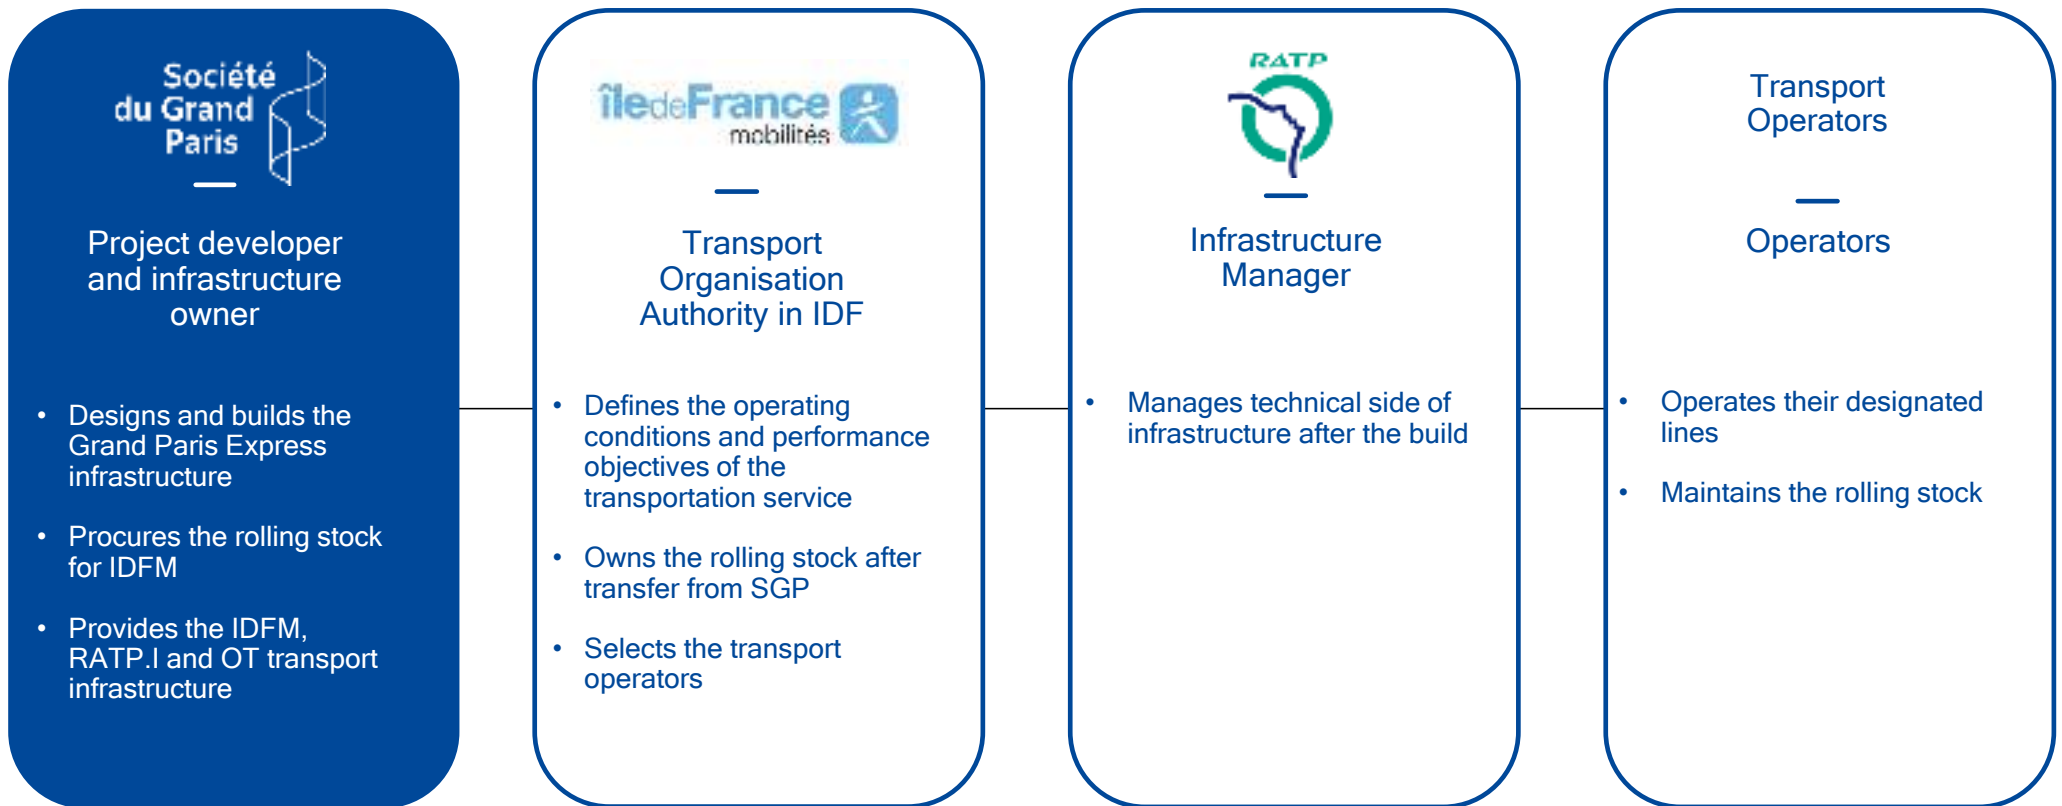 Société
du Grand
Paris
Project developer
and infrastructure
owner
• Designs and builds the
Grand Paris Express
infrastructure
• Procures the rolling stock
for IDFM
• Provides the IDFM,
RATP.I and OT transport
infrastructure
îledeFrance
mobilités
Transport
Organisation
Authority in IDF
• Defines the operating
conditions and performance
objectives of the
transportation service
• Owns the rolling stock after
transfer from SGP
• Selects the transport
operators
RATP
Infrastructure
Manager
• Manages technical side of
infrastructure after the build
Transport
Operators
Operators
• Operates their designated
lines
• Maintains the rolling stock